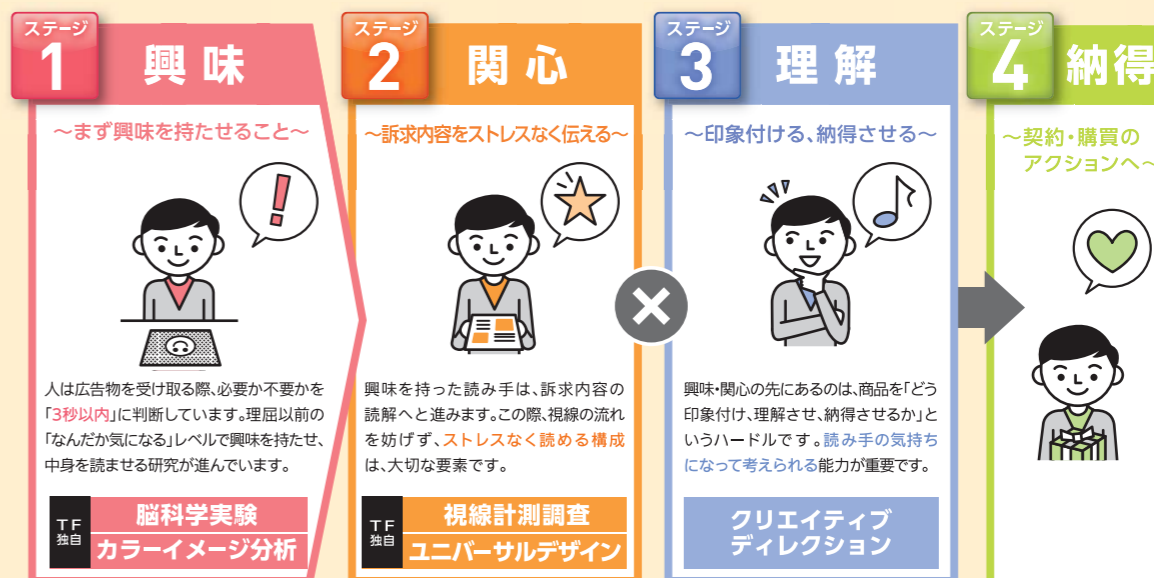 ステージ
1
興味
~まず興味を持たせること~
人は広告物を受け取る際、必要か不要かを
「3秒以内」に判断しています。理屈以前の
「なんだか気になる」レベルで興味を持たせ、
中身を読ませる研究が進んでいます。
TF
独自
脳科学実験
カラーイメージ分析
ステージ
2
関心
~訴求内容をストレスなく伝える~
興味を持った読み手は、訴求内容の
読解へと進みます。この際、視線の流れ
を妨げず、ストレスなく読める構成
は、大切な要素です。
TF
独自
視線計測調査
ユニバーサルデザイン
ステージ
3
理解
~印象付ける、納得させる~
興味・関心の先にあるのは、商品を「どう
印象付け、理解させ、納得させるか」と
いうハードルです。読み手の気持ち
になって考えられる能力が重要です。
クリエイティブ
ディレクション
ステージ
4
納得
~契約・購買の
アクションへ~